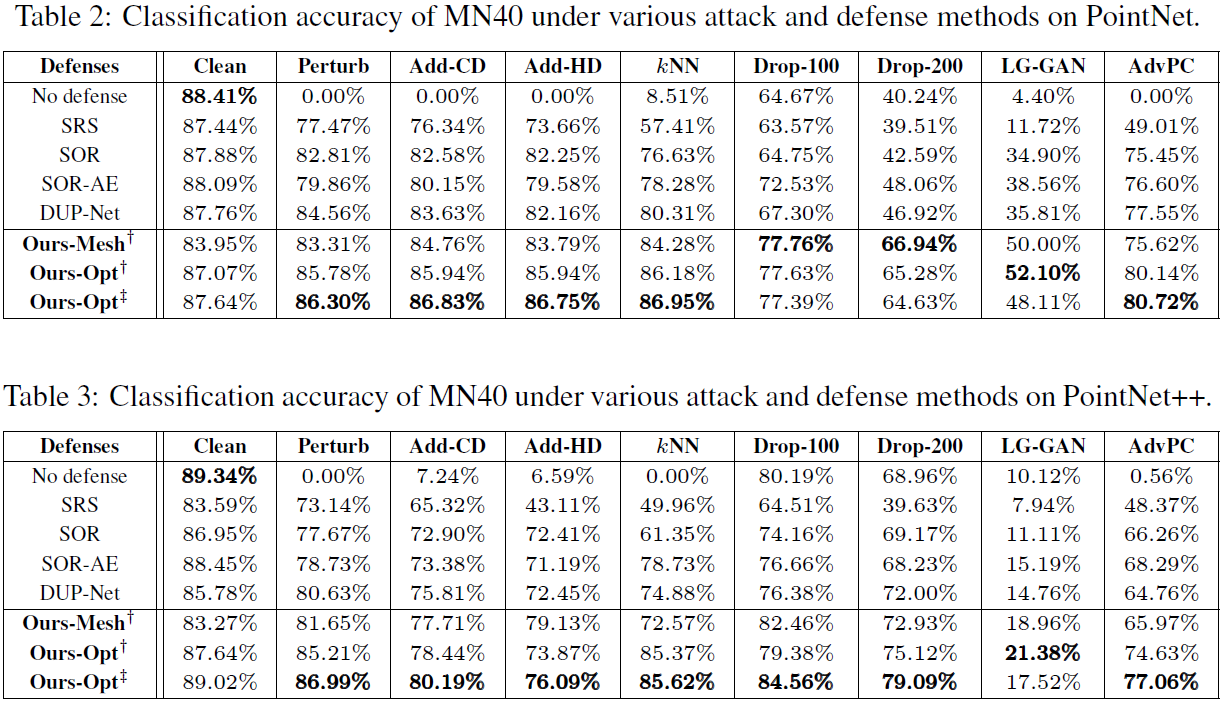 Table 2: Classification accuracy of MN40 under various attack and defense methods on PointNet.
Defenses Clean Perturb Add-CD Add-HD kNN Drop-100 Drop-200 LG-GAN AdvPC
No defense 88.41% 0.00% 0.00% 0.00% 8.51% 64.67% 40.24% 4.40% 0.00%
SRS 87.44% 77.47% 76.34% 73.66% 57.41% 63.57% 39.51% 11.72% 49.01%
SOR 87.88% 82.81% 82.58% 82.25% 76.63% 64.75% 42.59% 34.90% 75.45%
SOR-AE 88.09% 79.86% 80.15% 79.58% 78.28% 72.53% 48.06% 38.56% 76.60%
DUP-Net 87.76% 84.56% 83.63% 82.16% 80.31% 67.30% 46.92% 35.81% 77.55%
Ours-Mesh† 83.95% 83.31% 84.76% 83.79% 84.28% 77.76% 66.94% 50.00% 75.62%
Ours-Opt† 87.07% 85.78% 85.94% 85.94% 86.18% 77.63% 65.28% 52.10% 80.14%
Ours-Opt‡ 87.64% 86.30% 86.83% 86.75% 86.95% 77.39% 64.63% 48.11% 80.72%
Table 3: Classification accuracy of MN40 under various attack and defense methods on PointNet++.
Defenses Clean Perturb Add-CD Add-HD kNN Drop-100 Drop-200 LG-GAN AdvPC
No defense 89.34% 0.00% 7.24% 6.59% 0.00% 80.19% 68.96% 10.12% 0.56%
SRS 83.59% 73.14% 65.32% 43.11% 49.96% 64.51% 39.63% 7.94% 48.37%
SOR 86.95% 77.67% 72.90% 72.41% 61.35% 74.16% 69.17% 11.11% 66.26%
SOR-AE 88.45% 78.73% 73.38% 71.19% 78.73% 76.66% 68.23% 15.19% 68.29%
DUP-Net 85.78% 80.63% 75.81% 72.45% 74.88% 76.38% 72.00% 14.76% 64.76%
Ours-Mesh† 83.27% 81.65% 77.71% 79.13% 72.57% 82.46% 72.93% 18.96% 65.97%
Ours-Opt† 87.64% 85.21% 78.44% 73.87% 85.37% 79.38% 75.12% 21.38% 74.63%
Ours-Opt‡ 89.02% 86.99% 80.19% 76.09% 85.62% 84.56% 79.09% 17.52% 77.06%